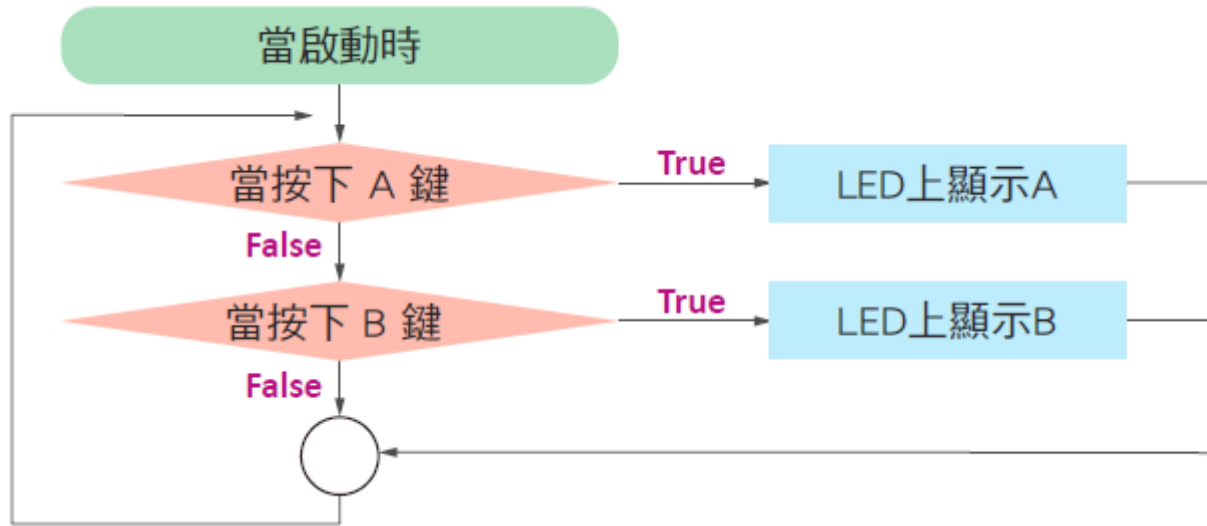 當啟動時
當按下 A 鍵
True
LED上顯示A
False
當按下 B 鍵
True
LED上顯示B
False